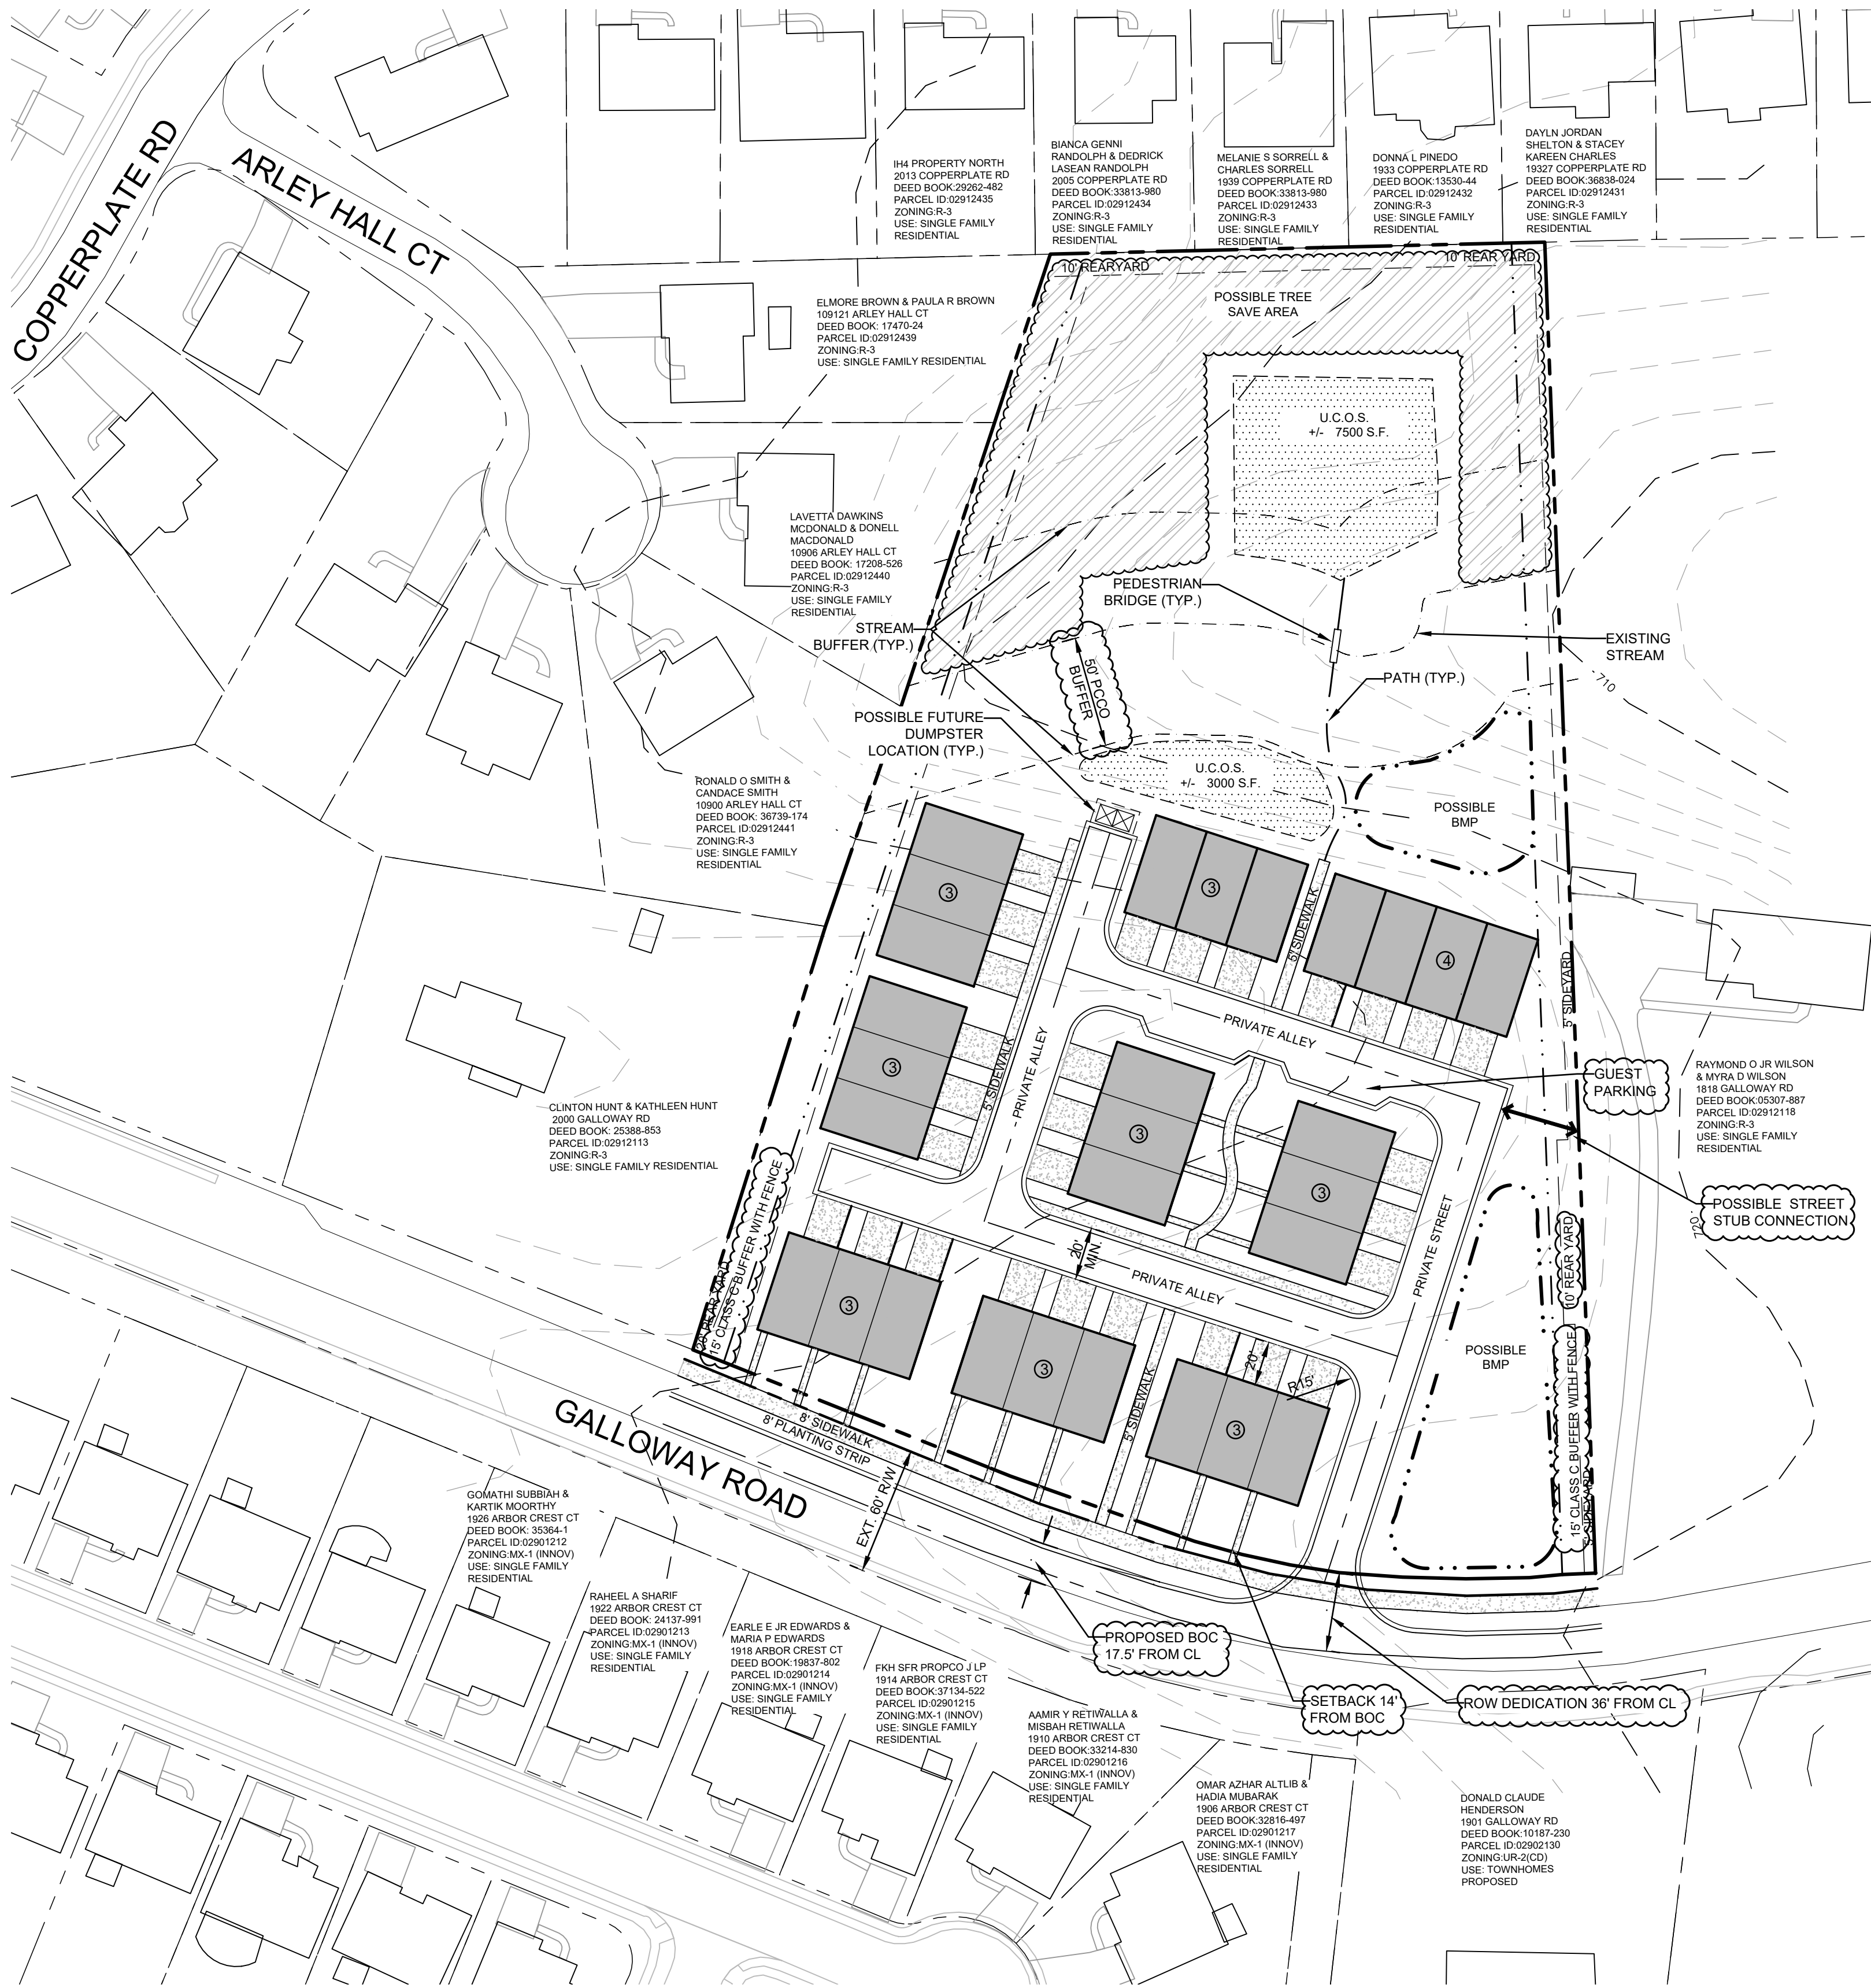 COPPERPLATE RD
ARLEY HALL CT
IH4 PROPERTY NORTH
2013 COPPERPLATE RD
DEED BOOK:29262-482
PARCEL ID:02912435
ZONING:R-3
USE: SINGLE FAMILY
RESIDENTIAL
BIANCA GENNI
RANDOLPH & DEDRICK
LASEAN RANDOLPH
2005 COPPERPLATE RD
DEED BOOK:33813-980
PARCEL ID:02912434
ZONING:R-3
USE: SINGLE FAMILY
RESIDENTIAL
MELANIE S SORRELL &
CHARLES SORRELL
1939 COPPERPLATE RD
DEED BOOK:33813-980
PARCEL ID:02912433
ZONING:R-3
USE: SINGLE FAMILY
RESIDENTIAL
DONNA L PINEDO
1933 COPPERPLATE RD
DEED BOOK:13530-44
PARCEL ID:02912432
ZONING:R-3
USE: SINGLE FAMILY
RESIDENTIAL
DAYLN JORDAN
SHELTON & STACEY
KAREEN CHARLES
19327 COPPERPLATE RD
DEED BOOK:36838-024
PARCEL ID:02912431
ZONING:R-3
USE: SINGLE FAMILY
RESIDENTIAL
10' REARYARD
10' REAR YARD
POSSIBLE TREE
SAVE AREA
ELMORE BROWN & PAULA R BROWN
109121 ARLEY HALL CT
DEED BOOK: 17470-24
PARCEL ID:02912439
ZONING:R-3
USE: SINGLE FAMILY RESIDENTIAL
U.C.O.S.
+/- 7500 S.F.
LAVETTA DAWKINS
MCDONALD & DONELL
MACDONALD
10906 ARLEY HALL CT
DEED BOOK: 17208-526
PARCEL ID:02912440
ZONING:R-3
USE: SINGLE FAMILY
RESIDENTIAL
STREAM
BUFFER (TYP.)
PEDESTRIAN
BRIDGE (TYP.)
EXISTING
STREAM
50' PCCO
BUFFER
PATH (TYP.)
710
POSSIBLE FUTURE
DUMPSTER
LOCATION (TYP.)
U.C.O.S.
+/- 3000 S.F.
POSSIBLE
BMP
RONALD O SMITH &
CANDACE SMITH
10900 ARLEY HALL CT
DEED BOOK: 36739-174
PARCEL ID:02912441
ZONING:R-3
USE: SINGLE FAMILY
RESIDENTIAL
3
3
5' SIDEWALK
4
5' SIDEYARD
PRIVATE ALLEY
3
5' SIDEWALK
PRIVATE ALLEY
GUEST
PARKING
RAYMOND O JR WILSON
& MYRA D WILSON
1818 GALLOWAY RD
DEED BOOK:05307-887
PARCEL ID:02912118
ZONING:R-3
USE: SINGLE FAMILY
RESIDENTIAL
CLINTON HUNT & KATHLEEN HUNT
2000 GALLOWAY RD
DEED BOOK: 25388-853
PARCEL ID:02912113
ZONING:R-3
USE: SINGLE FAMILY RESIDENTIAL
3
3
POSSIBLE STREET
STUB CONNECTION
720
20' REAR YARD
15' CLASS C BUFFER WITH FENCE
20'
MIN.
PRIVATE ALLEY
PRIVATE STREET
10' REAR YARD
3
3
3
20'
R15'
5' SIDEWALK
POSSIBLE
BMP
15' CLASS C BUFFER WITH FENCE
5' SIDEYARD
GALLOWAY ROAD
8' SIDEWALK
8' PLANTING STRIP
EXT. 60' R/W
GOMATHI SUBBIAH &
KARTIK MOORTHY
1926 ARBOR CREST CT
DEED BOOK: 35364-1
PARCEL ID:02901212
ZONING:MX-1 (INNOV)
USE: SINGLE FAMILY
RESIDENTIAL
RAHEEL A SHARIF
1922 ARBOR CREST CT
DEED BOOK: 24137-991
PARCEL ID:02901213
ZONING:MX-1 (INNOV)
USE: SINGLE FAMILY
RESIDENTIAL
EARLE E JR EDWARDS &
MARIA P EDWARDS
1918 ARBOR CREST CT
DEED BOOK:19837-802
PARCEL ID:02901214
ZONING:MX-1 (INNOV)
USE: SINGLE FAMILY
RESIDENTIAL
FKH SFR PROPCO J LP
1914 ARBOR CREST CT
DEED BOOK:37134-522
PARCEL ID:02901215
ZONING:MX-1 (INNOV)
USE: SINGLE FAMILY
RESIDENTIAL
PROPOSED BOC
17.5' FROM CL
SETBACK 14'
FROM BOC
ROW DEDICATION 36' FROM CL
AAMIR Y RETIWALLA &
MISBAH RETIWALLA
1910 ARBOR CREST CT
DEED BOOK:33214-830
PARCEL ID:02901216
ZONING:MX-1 (INNOV)
USE: SINGLE FAMILY
RESIDENTIAL
OMAR AZHAR ALTLIB &
HADIA MUBARAK
1906 ARBOR CREST CT
DEED BOOK:32816-497
PARCEL ID:02901217
ZONING:MX-1 (INNOV)
USE: SINGLE FAMILY
RESIDENTIAL
DONALD CLAUDE
HENDERSON
1901 GALLOWAY RD
DEED BOOK:10187-230
PARCEL ID:02902130
ZONING:UR-2(CD)
USE: TOWNHOMES
PROPOSED